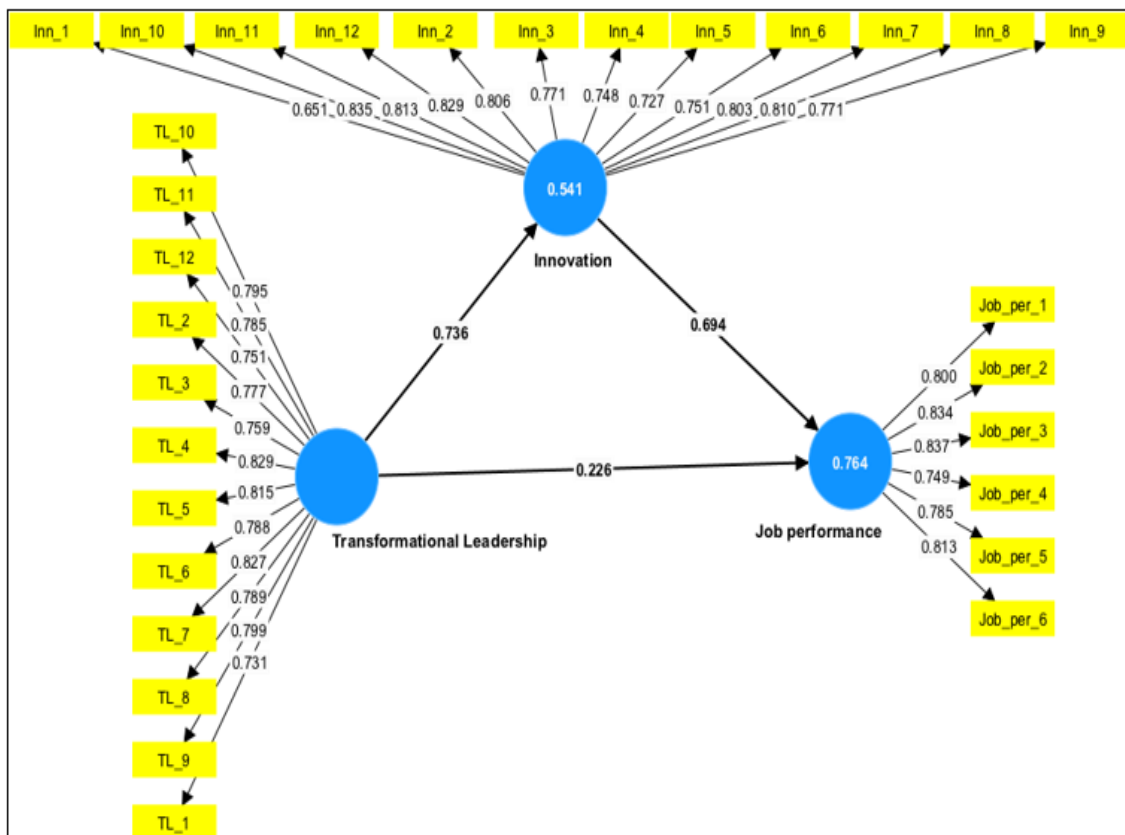 Inn_1 Inn_10 Inn_11 Inn_12 Inn_2 Inn_3 Inn_4 Inn_5 Inn_6 Inn_7 Inn_8 Inn_9
0.651 0.835 0.813 0.829 0.806 0.771 0.748 0.727 0.751 0.803 0.810 0.771
TL_10
TL_11
TL_12
TL_2
TL_3
TL_4
TL_5
TL_6
TL_7
TL_8
TL_9
TL_1
0.795
0.785
0.751
0.777
0.759
0.829
0.815
0.788
0.827
0.789
0.799
0.731
0.541
Innovation
0.736
0.694
0.226
Transformational Leadership
0.764
Job performance
0.800
0.834
0.837
0.749
0.785
0.813
Job_per_1
Job_per_2
Job_per_3
Job_per_4
Job_per_5
Job_per_6